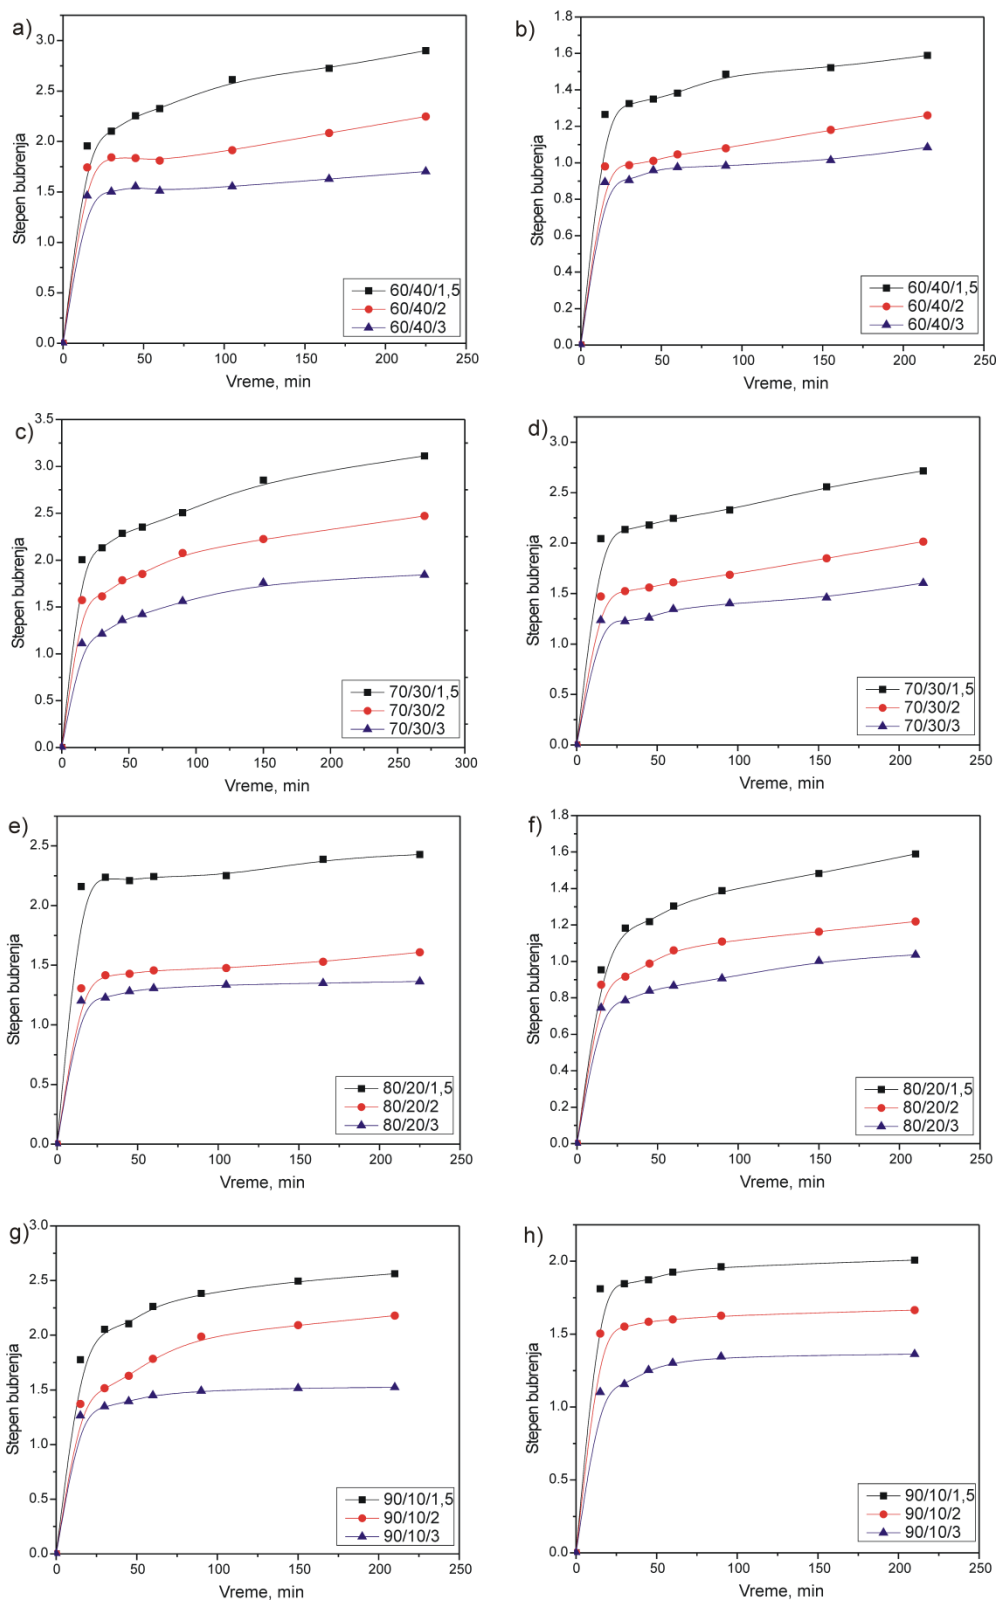 a)
3.0
2.5
2.0
1.5
1.0
0.5
0.0
Stepen bubrenja
0 50 100 150 200 250
Vreme, min
60/40/1,5
60/40/2
60/40/3
b)
1.8
1.6
1.4
1.2
1.0
0.8
0.6
0.4
0.2
0.0
Stepen bubrenja
0 50 100 150 200 250
Vreme, min
60/40/1,5
60/40/2
60/40/3
c)
3.5
3.0
2.5
2.0
1.5
1.0
0.5
0.0
Stepen bubrenja
0 50 100 150 200 250 300
Vreme, min
70/30/1,5
70/30/2
70/30/3
d)
3.0
2.5
2.0
1.5
1.0
0.5
0.0
Stepen bubrenja
0 50 100 150 200 250
Vreme, min
70/30/1,5
70/30/2
70/30/3
e)
2.5
2.0
1.5
1.0
0.5
0.0
Stepen bubrenja
0 50 100 150 200 250
Vreme, min
80/20/1,5
80/20/2
80/20/3
f)
1.8
1.6
1.4
1.2
1.0
0.8
0.6
0.4
0.2
0.0
Stepen bubrenja
0 50 100 150 200 250
Vreme, min
80/20/1,5
80/20/2
80/20/3
g)
3.0
2.5
2.0
1.5
1.0
0.5
0.0
Stepen bubrenja
0 50 100 150 200 250
Vreme, min
90/10/1,5
90/10/2
90/10/3
h)
2.0
1.5
1.0
0.5
0.0
Stepen bubrenja
0 50 100 150 200 250
Vreme, min
90/10/1,5
90/10/2
90/10/3